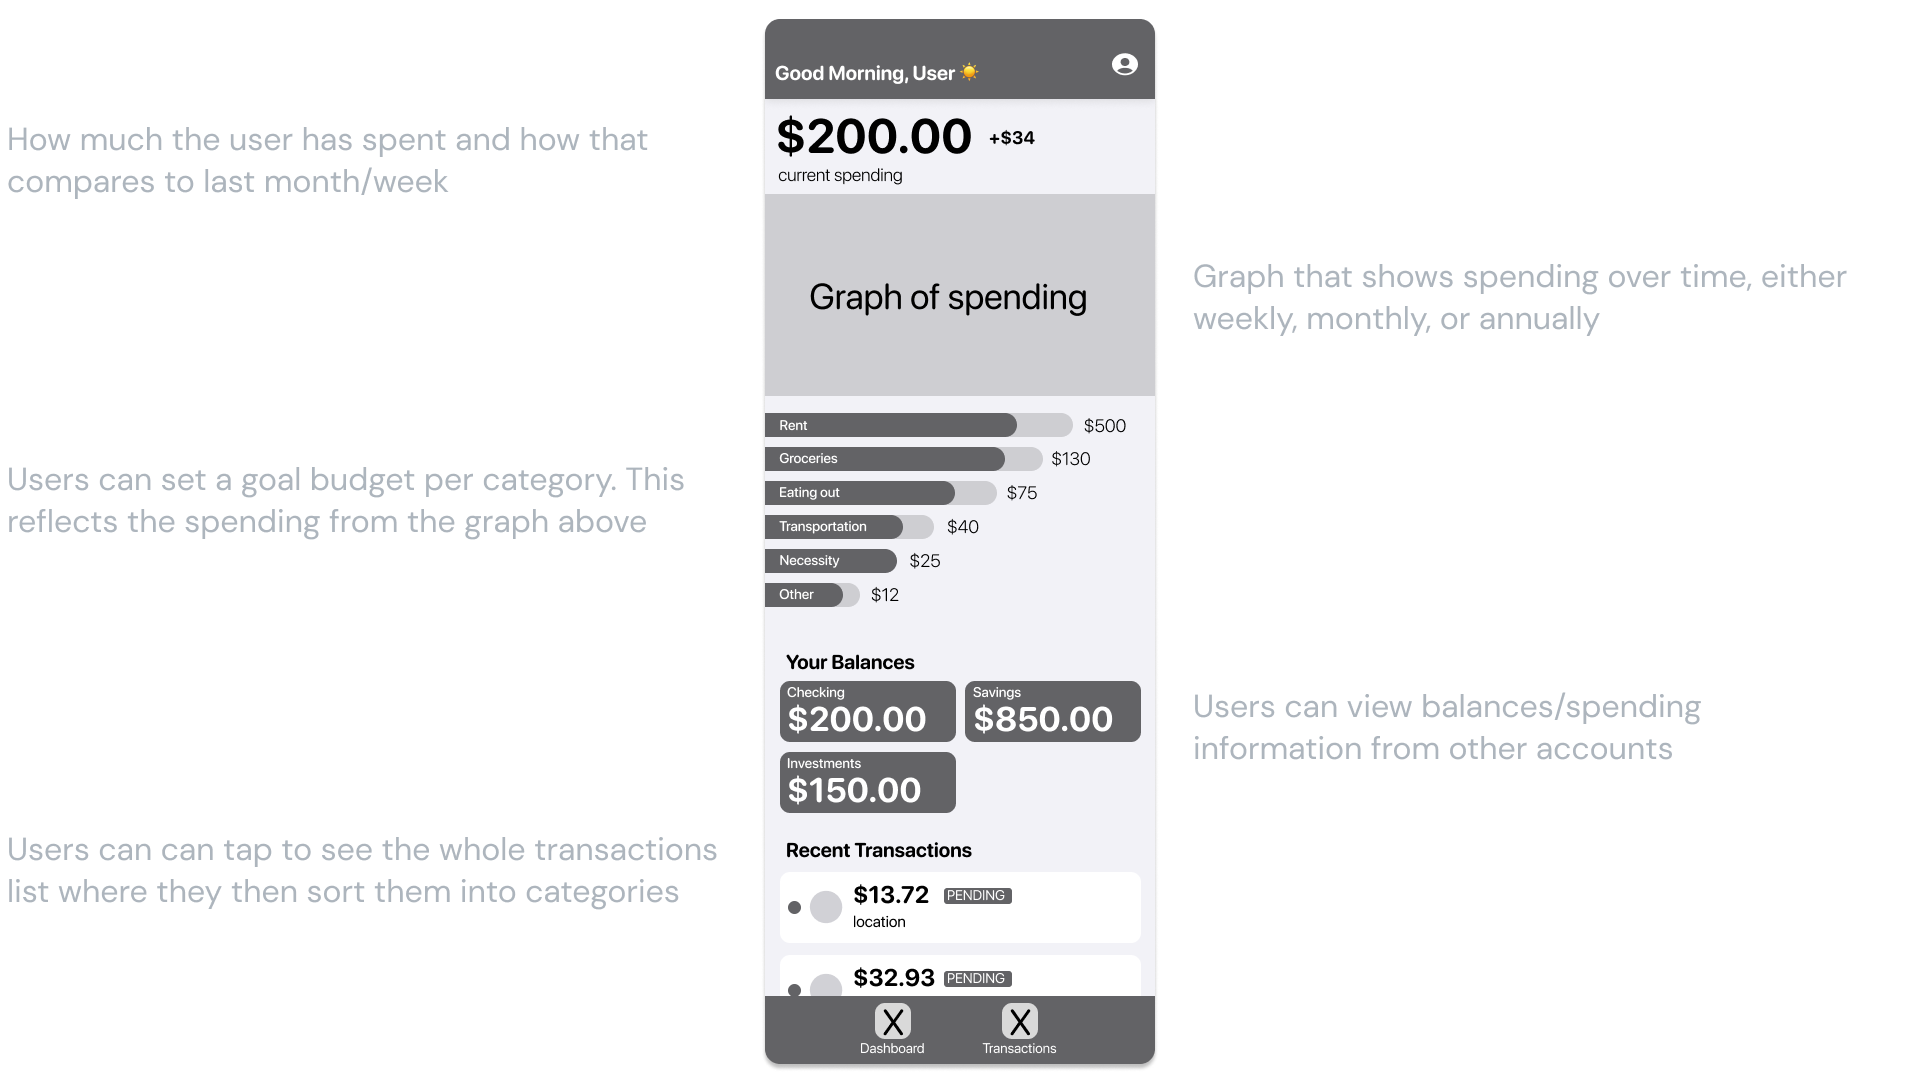 Good Morning, User ☀️
How much the user has spent and how that
compares to last month/week
$200.00 +$34
current spending
Graph of spending
Graph that shows spending over time, either
weekly, monthly, or annually
Rent $500
Groceries $130
Eating out $75
Transportation $40
Necessity $25
Other $12
Users can set a goal budget per category. This
reflects the spending from the graph above
Your Balances
Checking
$200.00
Savings
$850.00
Investments
$150.00
Users can view balances/spending
information from other accounts
Users can can tap to see the whole transactions
list where they then sort them into categories
Recent Transactions
$13.72 PENDING
location
$32.93 PENDING
X X
Dashboard Transactions